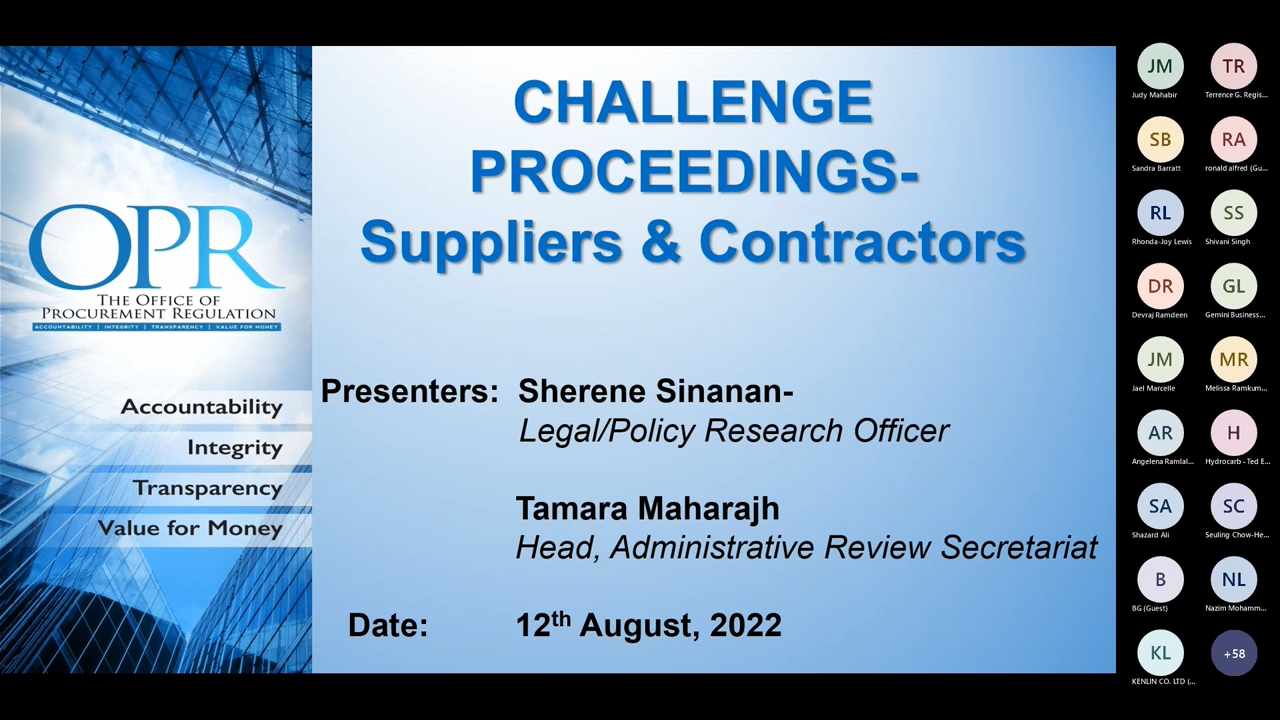 OPR
THE OFFICE OF
PROCUREMENT REGULATION
ACCOUNTABILITY | INTEGRITY | TRANSPARENCY | VALUE FOR MONEY
Accountability
Integrity
Transparency
Value for Money
CHALLENGE
PROCEEDINGS-
Suppliers & Contractors
Presenters: Sherene Sinanan-
Legal/Policy Research Officer
Tamara Maharajh
Head, Administrative Review Secretariat
Date: 12th August, 2022
JM TR
Judy Mahabir Terrence G. Regis...
SB RA
Sandra Barratt ronald alfred (Gu...
RL SS
Rhonda-Joy Lewis Shivani Singh
DR GL
Devraj Ramdeen Gemini Business...
JM MR
Jael Marcelle Melissa Ramkum...
AR H
Angelena Ramlal... Hydrocarb - Ted E...
SA SC
Shazard Ali Seuling Chow-He...
B NL
BG (Guest) Nazim Mohamm...
KL +58
KENLIN CO. LTD (...